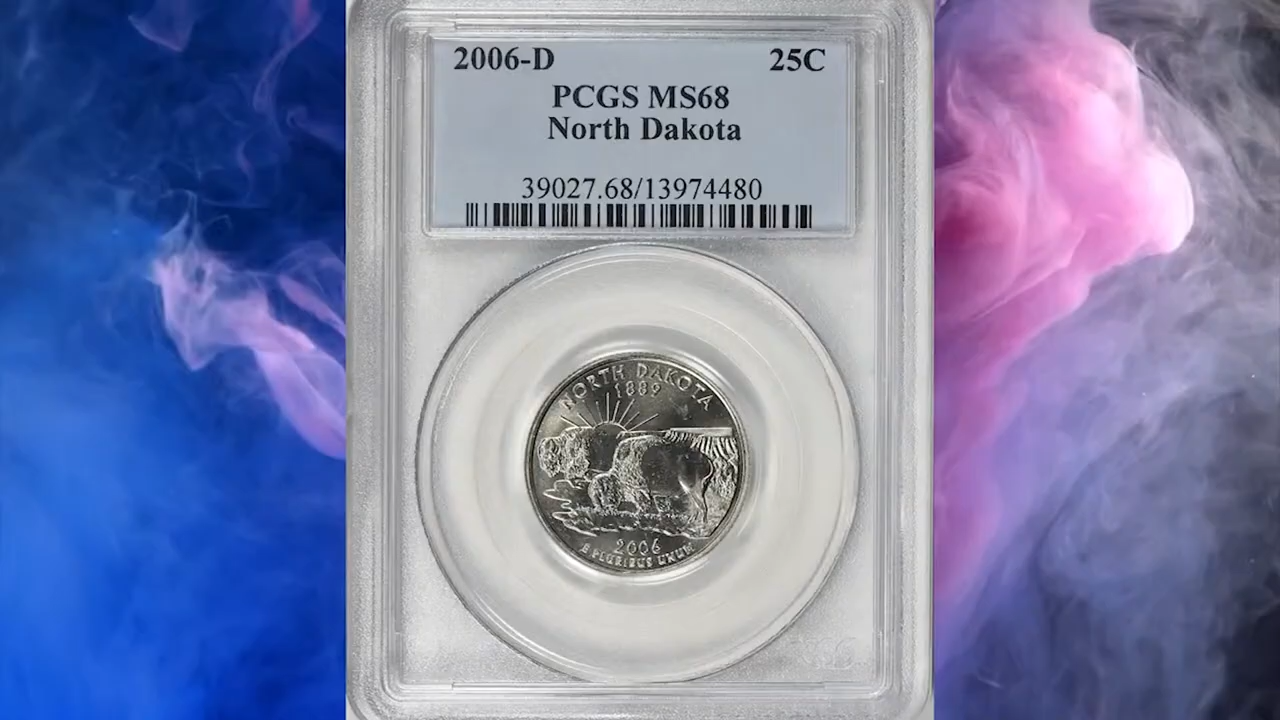 2006-D 25C
PCGS MS68
North Dakota
39027.68/13974480
NORTH DAKOTA
1889
2006
E PLURIBUS UNUM